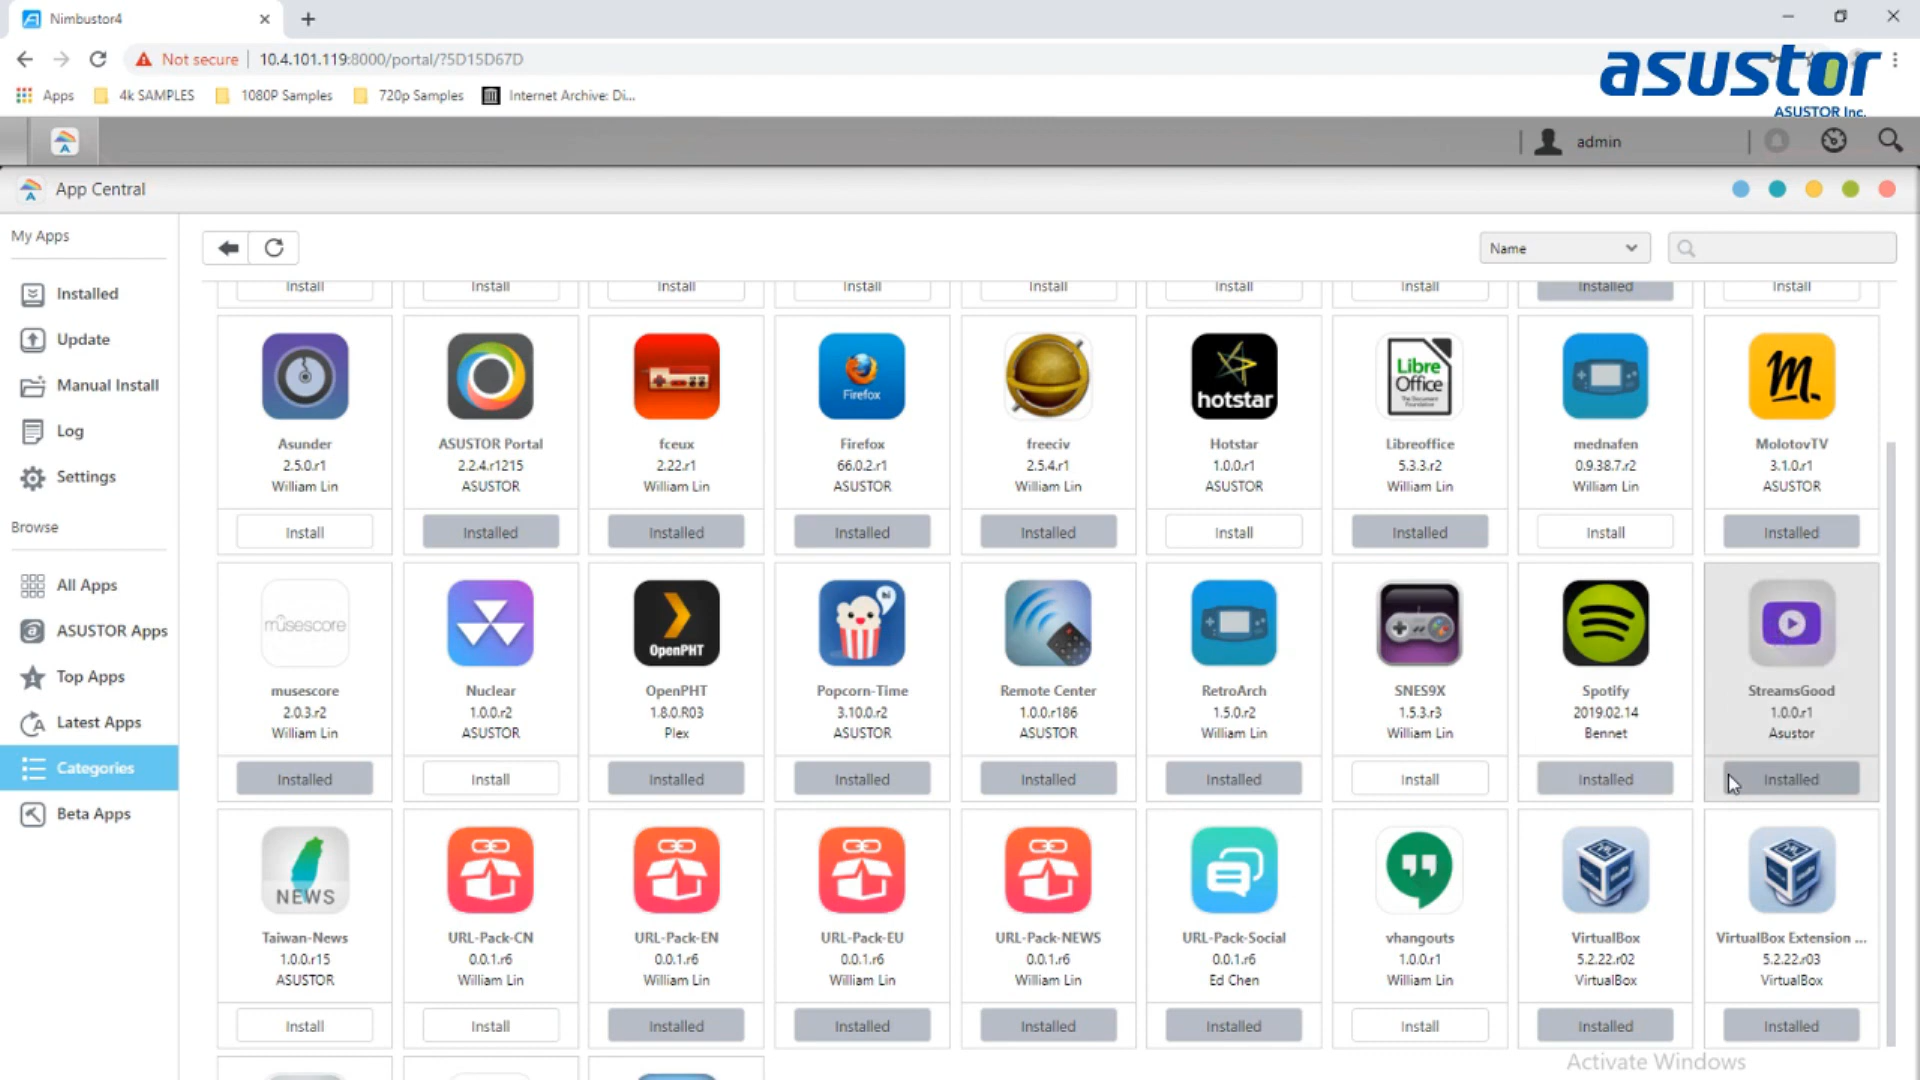 Nimbustor4
Not secure 10.4.101.119:8000/portal/?5D15D67D
asustor
ASUSTOR Inc.
Apps 4k SAMPLES 1080P Samples 720p Samples Internet Archive: Di...
admin
App Central
My Apps
Installed
Update
Manual Install
Log
Settings
Browse
All Apps
ASUSTOR Apps
Top Apps
Latest Apps
Categories
Beta Apps
Name
Install Install Install Install Install Install Install Installed Install
Firefox hotstar Libre Office The Document Foundation m.
Asunder ASUSTOR Portal fceux Firefox freeciv Hotstar Libreoffice mednafen MolotovTV
2.5.0.r1 2.2.4.r1215 2.22.r1 66.0.2.r1 2.5.4.r1 1.0.0.r1 5.3.3.r2 0.9.38.7.r2 3.1.0.r1
William Lin ASUSTOR William Lin ASUSTOR William Lin ASUSTOR William Lin William Lin ASUSTOR
Install Installed Installed Installed Installed Install Installed Install Installed
musescore OpenPHT hi
musescore Nuclear OpenPHT Popcorn-Time Remote Center RetroArch SNES9X Spotify StreamsGood
2.0.3.r2 1.0.0.r2 1.8.0.R03 3.10.0.r2 1.0.0.r186 1.5.0.r2 1.5.3.r3 2019.02.14 1.0.0.r1
William Lin ASUSTOR Plex ASUSTOR ASUSTOR William Lin William Lin Bennet Asustor
Installed Install Installed Installed Installed Installed Install Installed Installed
NEWS
Taiwan-News URL-Pack-CN URL-Pack-EN URL-Pack-EU URL-Pack-NEWS URL-Pack-Social vhangouts VirtualBox VirtualBox Extension ...
1.0.0.r15 0.0.1.r6 0.0.1.r6 0.0.1.r6 0.0.1.r6 0.0.1.r6 1.0.0.r1 5.2.22.r02 5.2.22.r03
ASUSTOR William Lin William Lin William Lin William Lin Ed Chen William Lin VirtualBox VirtualBox
Install Install Installed Installed Installed Installed Install Installed Installed
Activate Windows